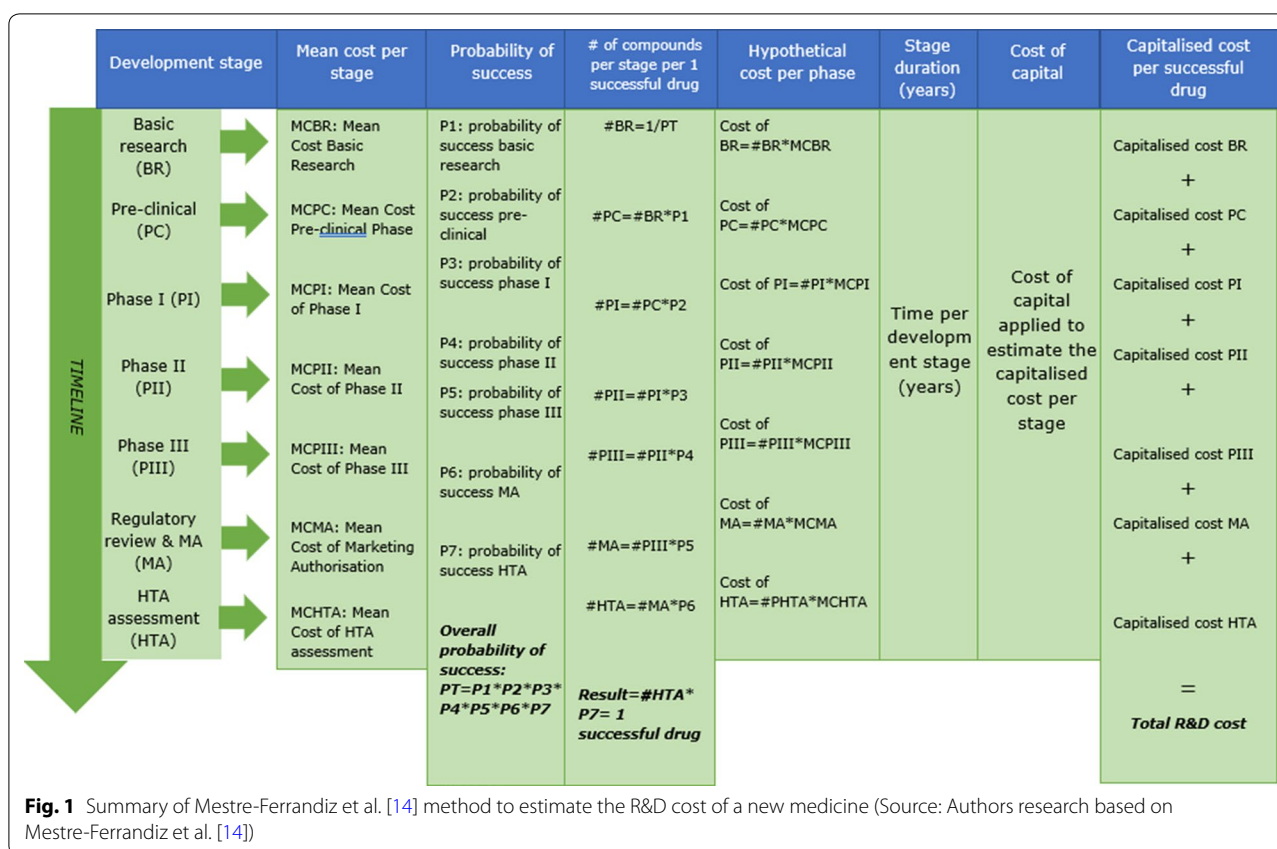 Development stage
Mean cost per
stage
Probability of
success
# of compounds
per stage per 1
successful drug
Hypothetical
cost per phase
Stage
duration
(years)
Cost of
capital
Capitalised cost
per successful
drug
TIMELINE
Basic
research
(BR)
Pre-clinical
(PC)
Phase I (PI)
Phase II
(PII)
Phase III
(PIII)
Regulatory
review & MA
(MA)
HTA
assessment
(HTA)
MCBR: Mean
Cost Basic
Research
MCPC: Mean Cost
Pre-clinical Phase
MCPI: Mean Cost
of Phase I
MCPII: Mean
Cost of Phase II
MCPIII: Mean
Cost of Phase III
MCMA: Mean
Cost of Marketing
Authorisation
MCHTA: Mean
Cost of HTA
assessment
P1: probability of
success basic
research
P2: probability of
success pre-
clinical
P3: probability of
success phase I
P4: probability of
success phase II
P5: probability of
success phase III
P6: probability of
success MA
P7: probability of
success HTA
Overall
probability of
success:
PT=P1*P2*P3*
P4*P5*P6*P7
#BR=1/PT
#PC=#BR*P1
#PI=#PC*P2
#PII=#PI*P3
#PIII=#PII*P4
#MA=#PIII*P5
#HTA=#MA*P6
Result=#HTA*
P7= 1
successful drug
Cost of
BR=#BR*MCBR
Cost of
PC=#PC*MCPC
Cost of PI=#PI*MCPI
Cost of
PII=#PII*MCPII
Cost of
PIII=#PIII*MCPIII
Cost of
MA=#MA*MCMA
Cost of
HTA=#PHTA*MCHTA
Time per
developm
ent stage
(years)
Cost of
capital
applied to
estimate the
capitalised
cost per
stage
Capitalised cost BR
+
Capitalised cost PC
+
Capitalised cost PI
+
Capitalised cost PII
+
Capitalised cost PIII
+
Capitalised cost MA
+
Capitalised cost HTA
=
Total R&D cost
Fig. 1 Summary of Mestre-Ferrandiz et al. [14] method to estimate the R&D cost of a new medicine (Source: Authors research based on
Mestre-Ferrandiz et al. [14])